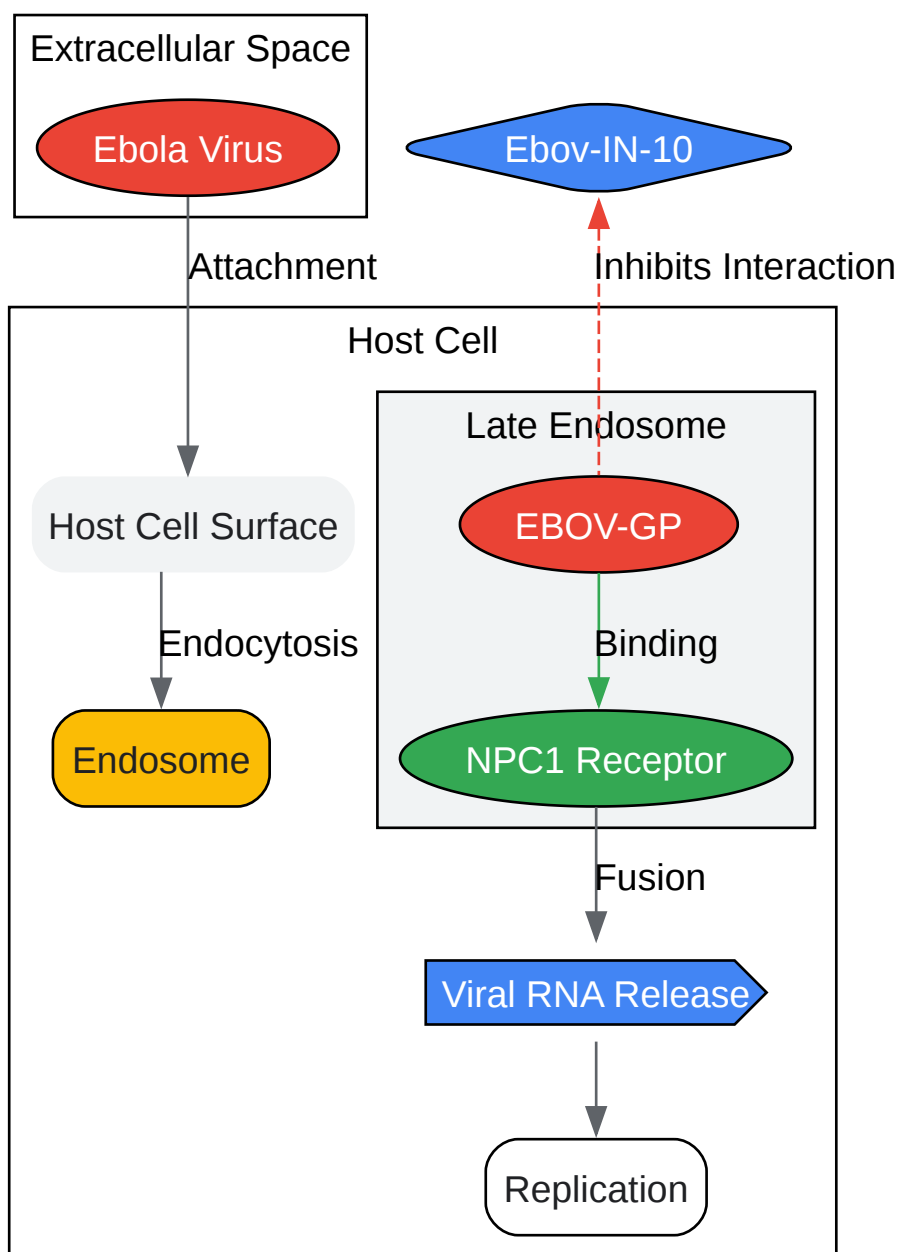 Extracellular Space
Ebola Virus
Ebov-IN-10
Attachment
Inhibits Interaction
Host Cell
Late Endosome
Host Cell Surface
EBOV-GP
Endocytosis
Binding
Endosome
NPC1 Receptor
Fusion
Viral RNA Release
Replication